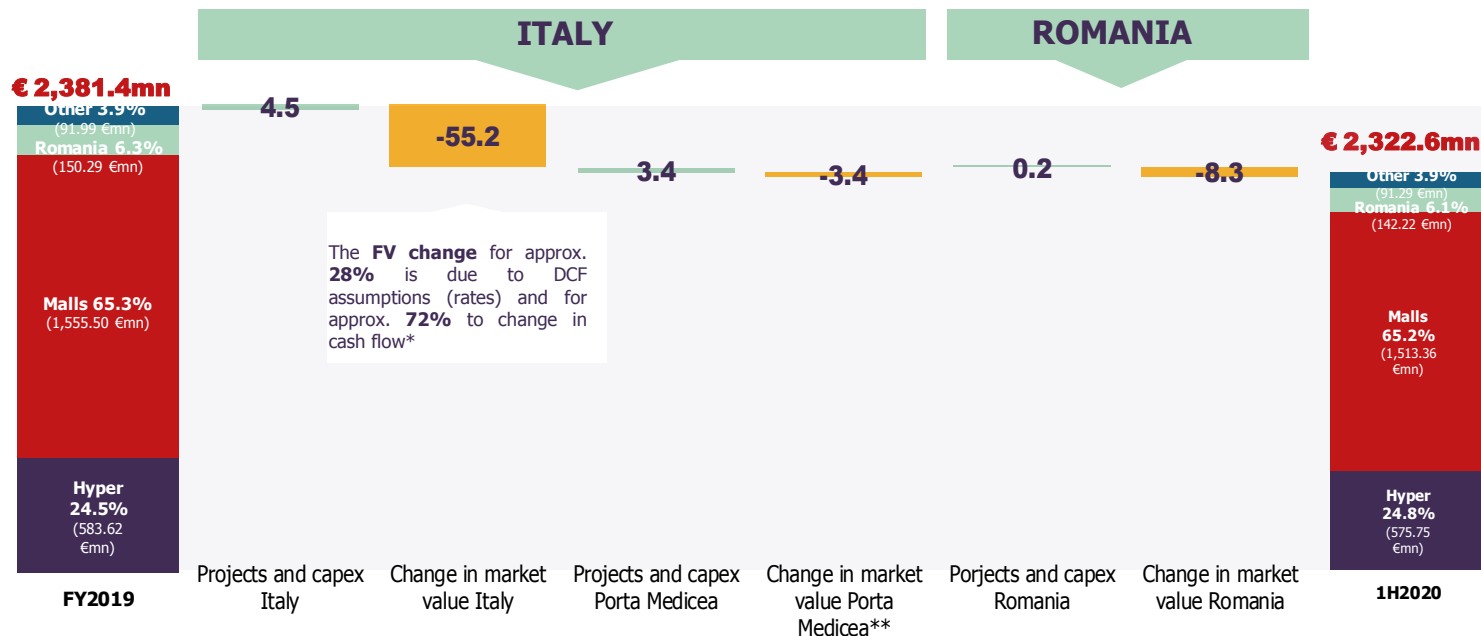 ITALY
ROMANIA
€ 2,381.4mn
Other 3.9%
(91.99 €mn)
Romania 6.3%
(150.29 €mn)
Malls 65.3%
(1,555.50 €mn)
Hyper
24.5%
(583.62
€mn)
FY2019
4.5
Projects and capex
Italy
-55.2
The FV change for approx.
28% is due to DCF
assumptions (rates) and for
approx. 72% to change in
cash flow*
Change in market
value Italy
3.4
Projects and capex
Porta Medicea
-3.4
Change in market
value Porta
Medicea**
0.2
Porjects and capex
Romania
-8.3
Change in market
value Romania
€ 2,322.6mn
Other 3.9%
(91.29 €mn)
Romania 6.1%
(142.22 €mn)
Malls
65.2%
(1,513.36
€mn)
Hyper
24.8%
(575.75
€mn)
1H2020